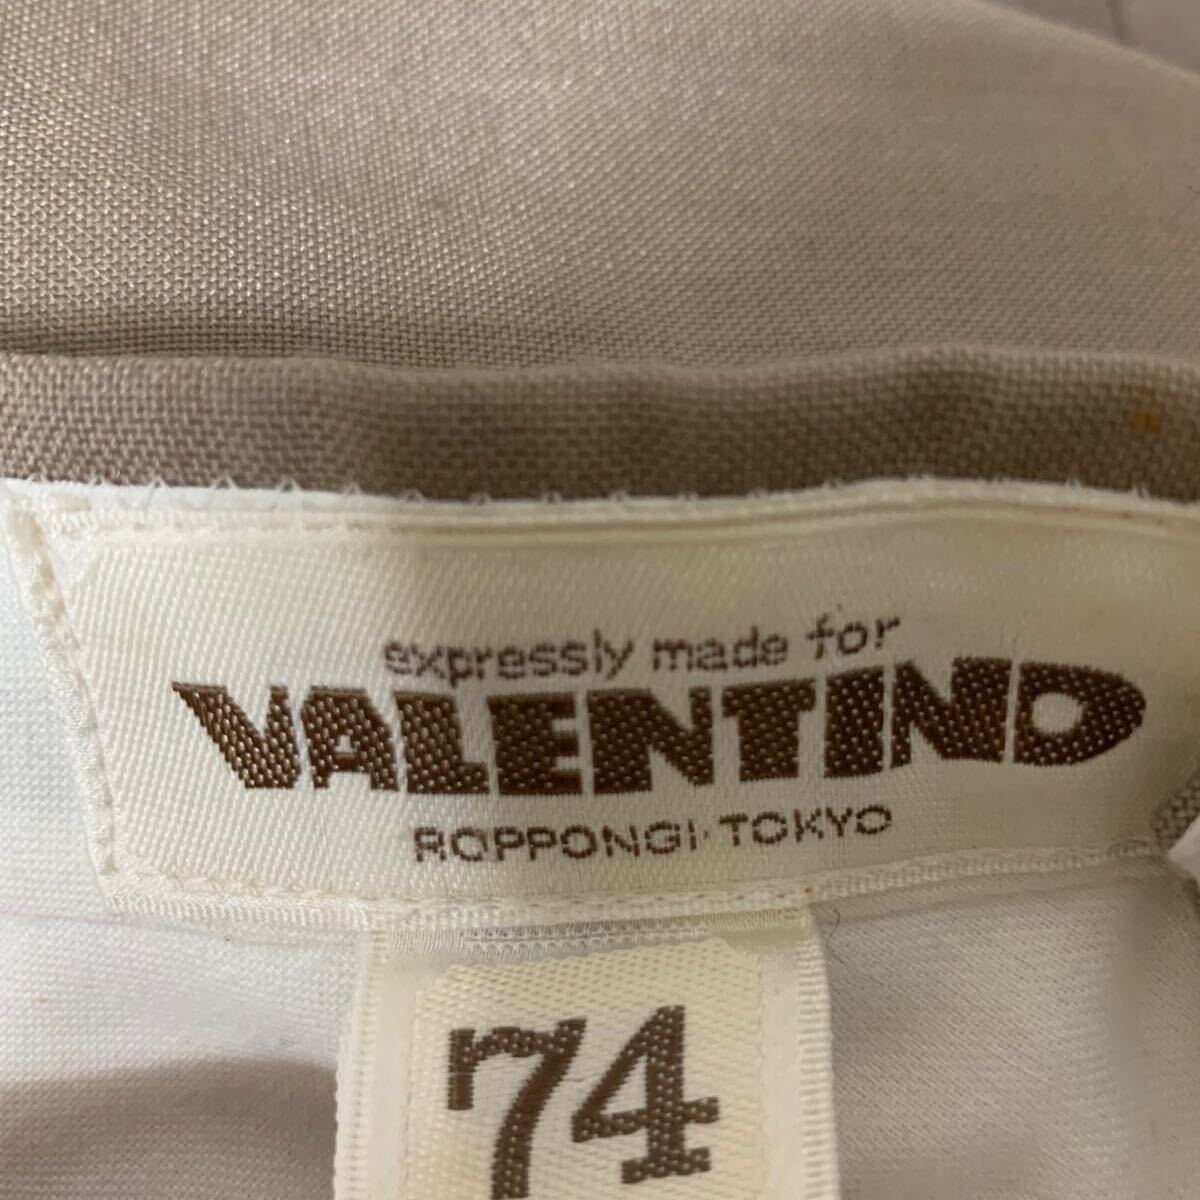 expressly made for
VALENTINO
ROPPONGI·TOKYO
74